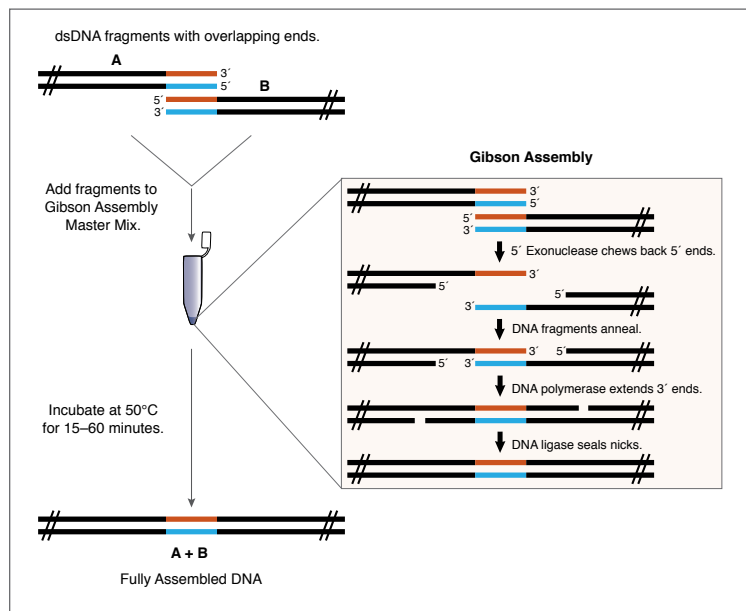 dsDNA fragments with overlapping ends.
A
3´
5´
5´
B
3´
Add fragments to
Gibson Assembly
Master Mix.
Incubate at 50°C
for 15–60 minutes.
A + B
Fully Assembled DNA
Gibson Assembly
3´
5´
5´
3´
5´ Exonuclease chews back 5´ ends.
3´
5´
5´
3´
DNA fragments anneal.
3´
5´
5´
3´
DNA polymerase extends 3´ ends.
DNA ligase seals nicks.